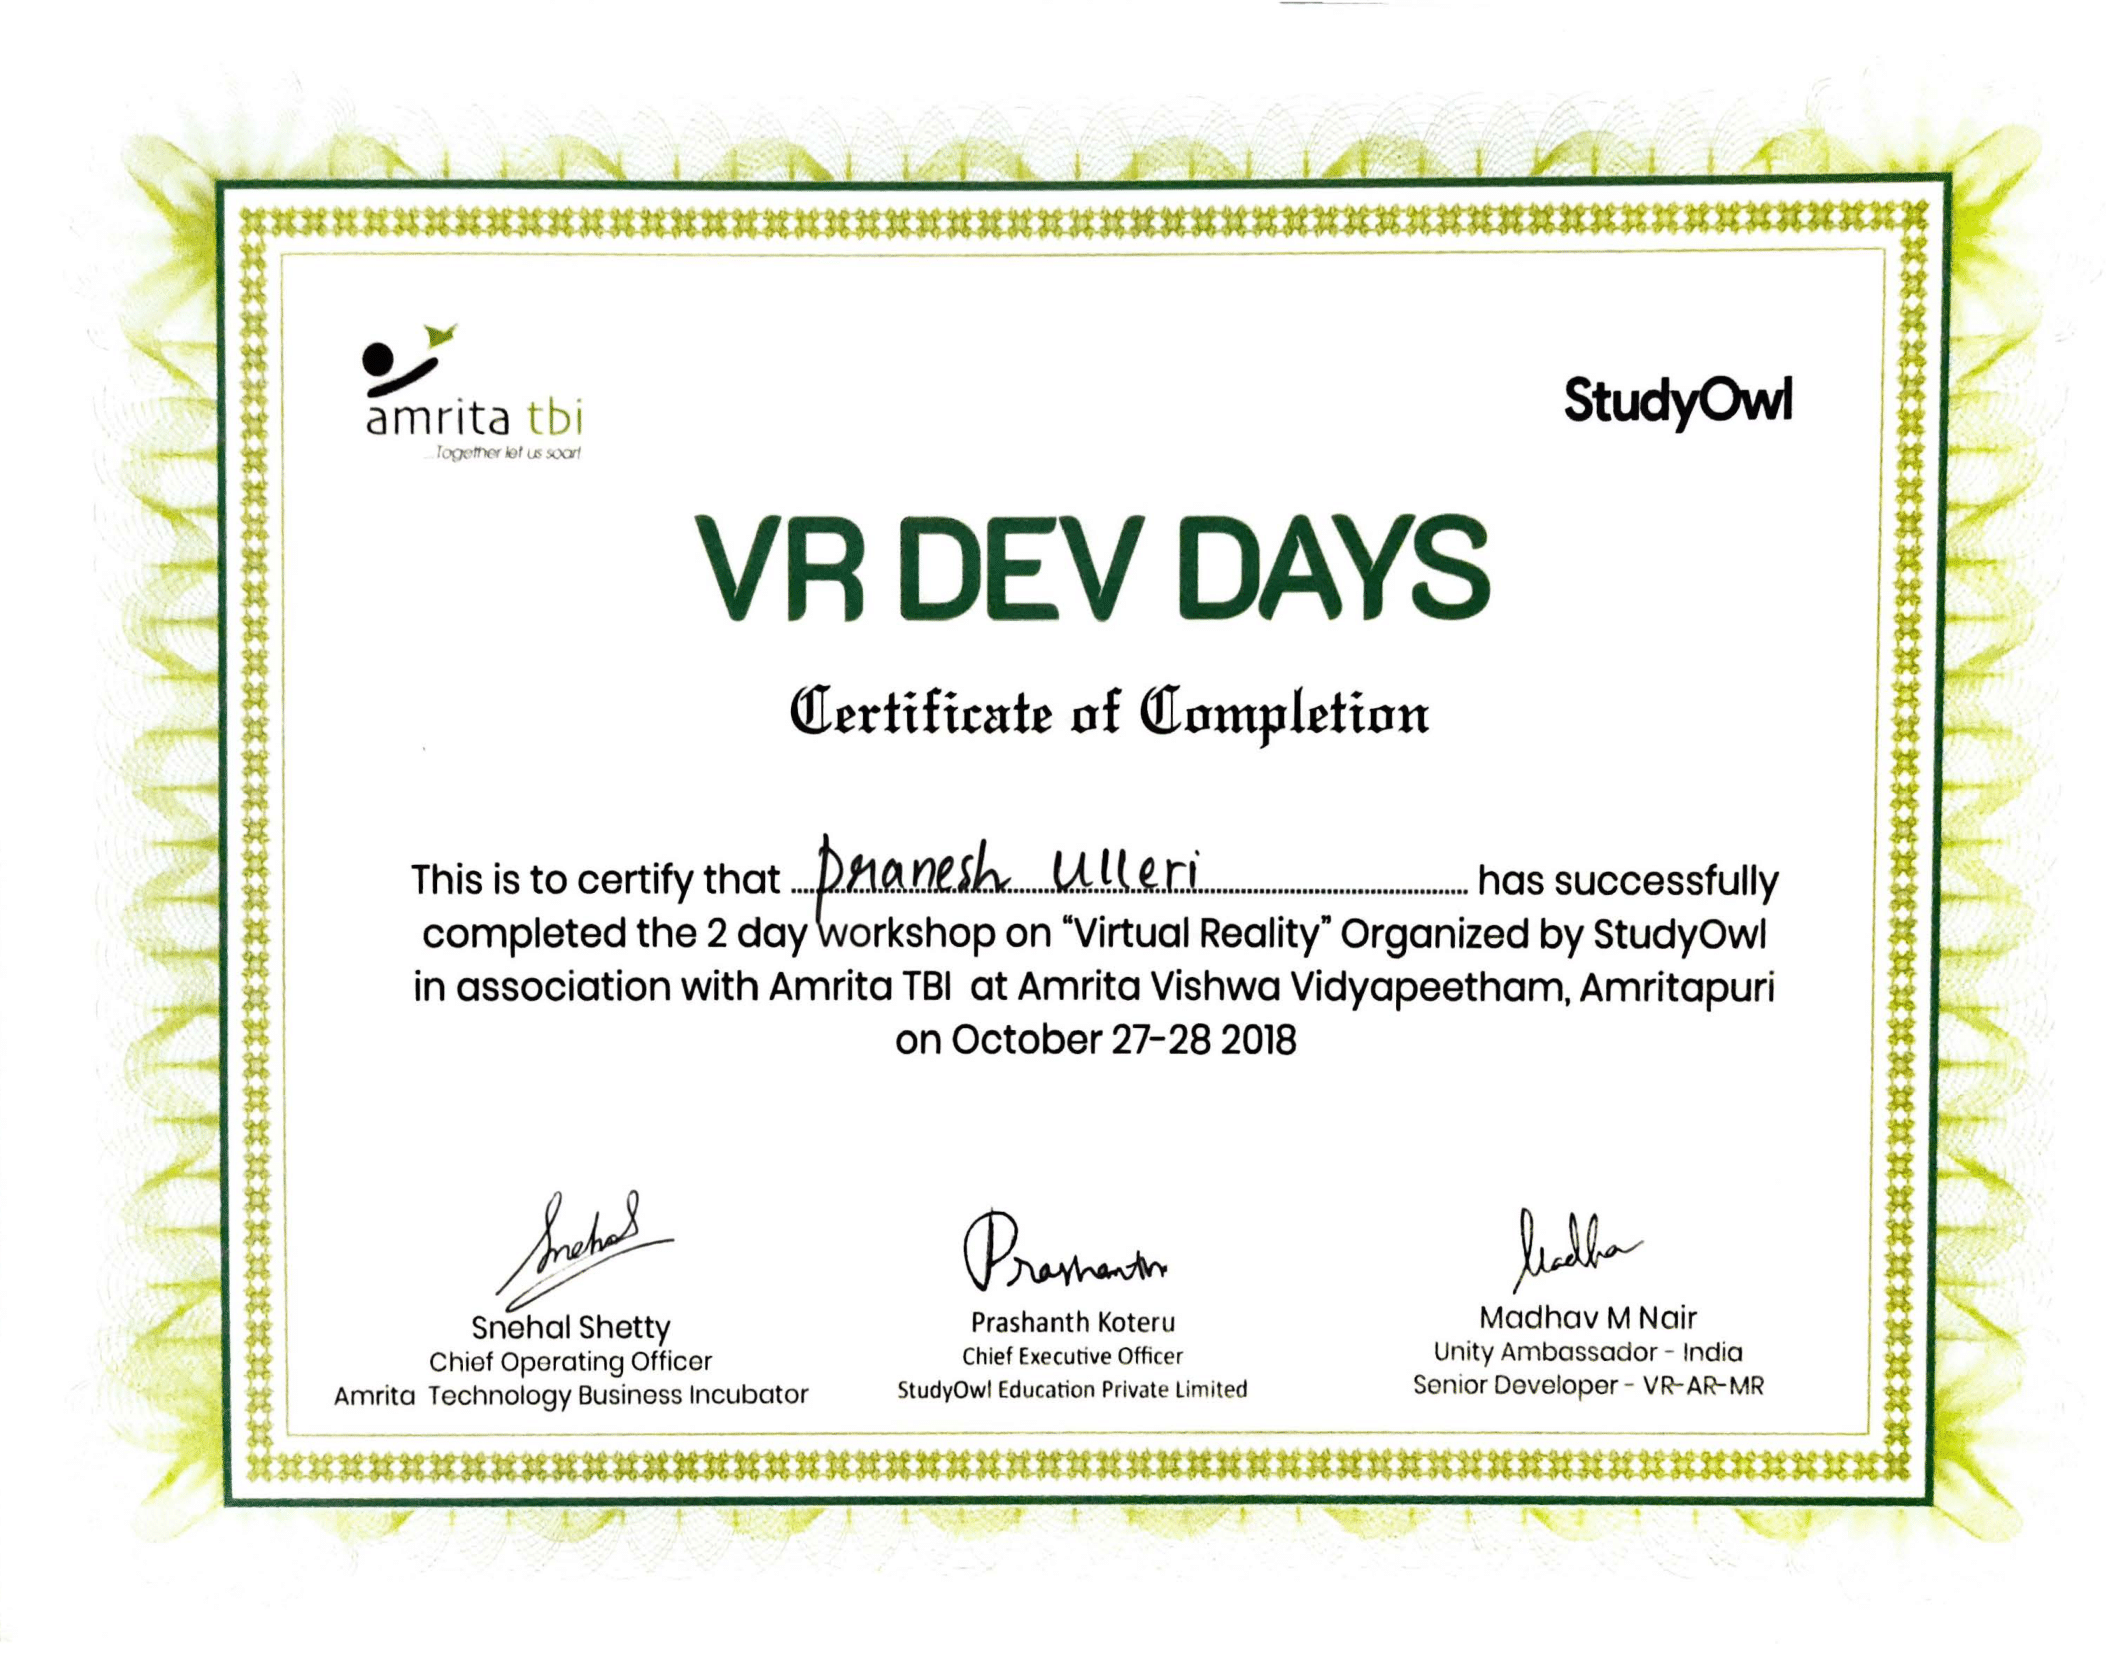 amrita tbi
...Together let us soar!
StudyOwl
VR DEV DAYS
Certificate of Completion
This is to certify that Pranesh Ulleri has successfully
completed the 2 day workshop on “Virtual Reality” Organized by StudyOwl
in association with Amrita TBI at Amrita Vishwa Vidyapeetham, Amritapuri
on October 27-28 2018
Snehal
Prashanth
Madhav
Snehal Shetty
Chief Operating Officer
Amrita Technology Business Incubator
Prashanth Koteru
Chief Executive Officer
StudyOwl Education Private Limited
Madhav M Nair
Unity Ambassador - India
Senior Developer - VR-AR-MR